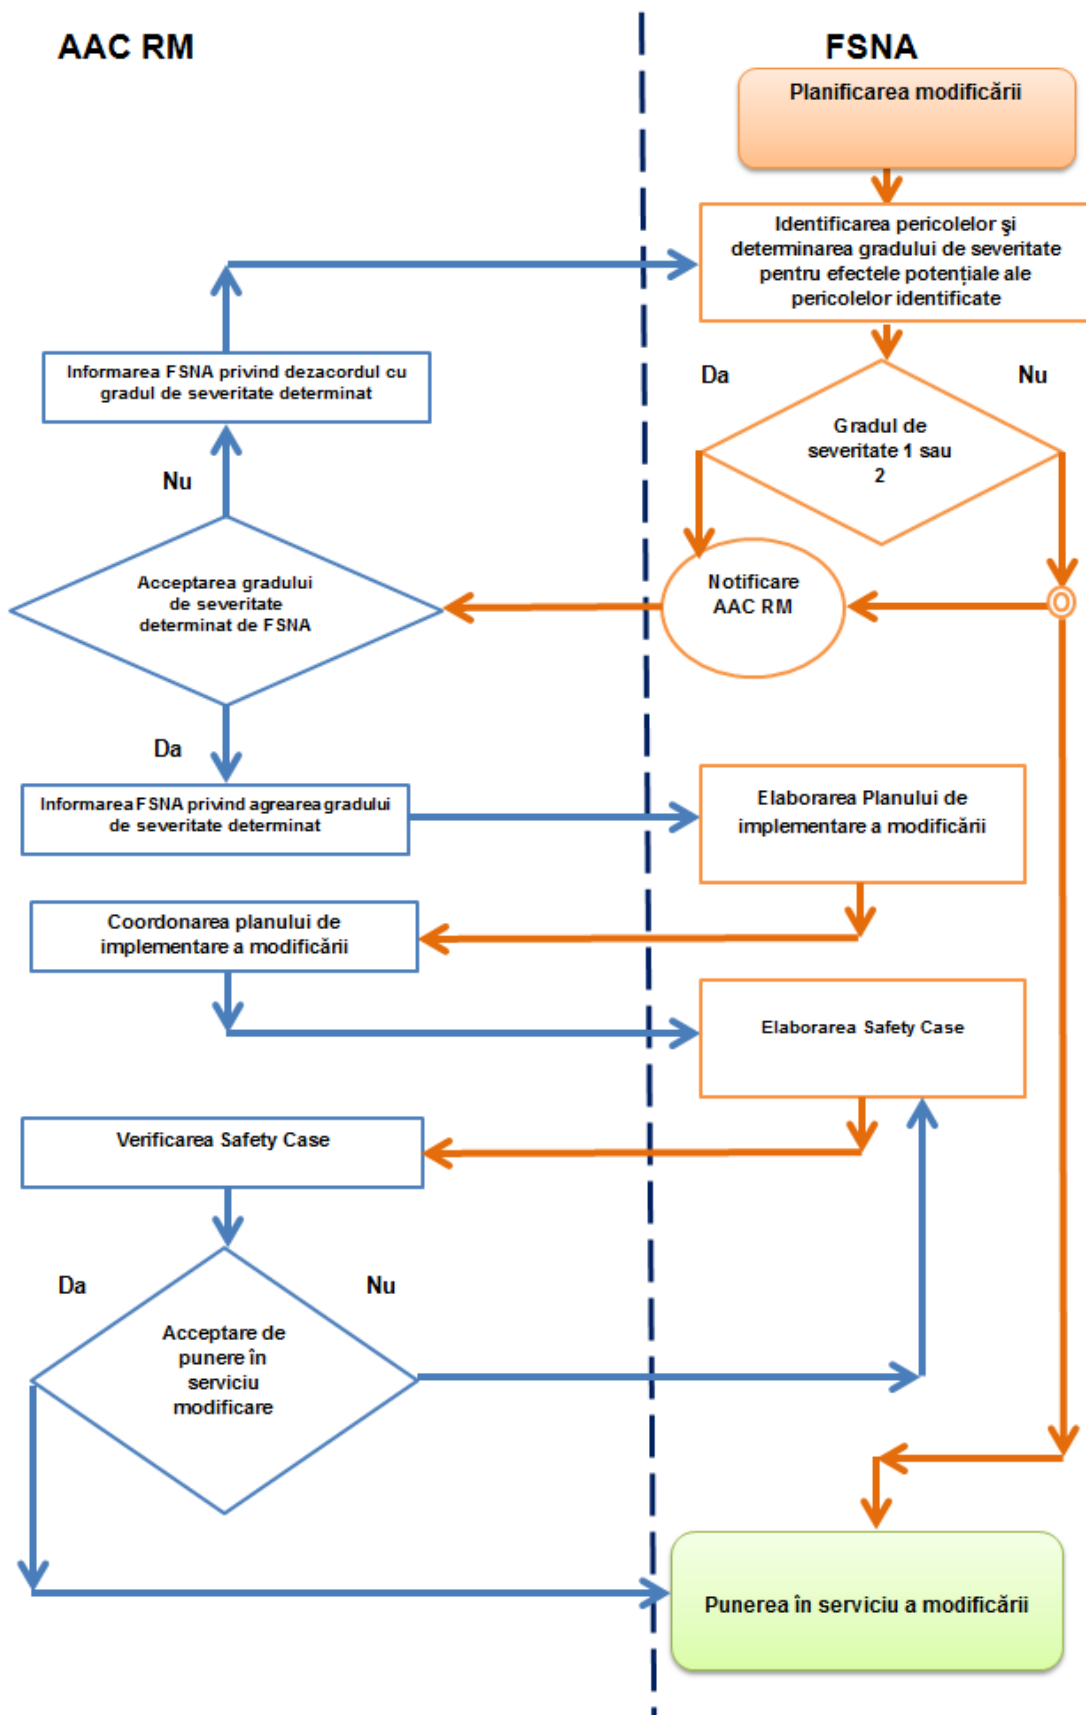 AAC RM
FSNA
Planificarea modificării
Identificarea pericolelor şi
determinarea gradului de severitate
pentru efectele potențiale ale
pericolelor identificate
Informarea FSNA privind dezacordul cu
gradul de severitate determinat
Da
Nu
Gradul de
severitate 1 sau
2
Nu
Acceptarea gradului
de severitate
determinat de FSNA
Notificare
AAC RM
Da
Informarea FSNA privind agrearea gradului
de severitate determinat
Elaborarea Planului de
implementare a modificării
Coordonarea planului de
implementare a modificării
Elaborarea Safety Case
Verificarea Safety Case
Da
Nu
Acceptare de
punere în
serviciu
modificare
Punerea în serviciu a modificării